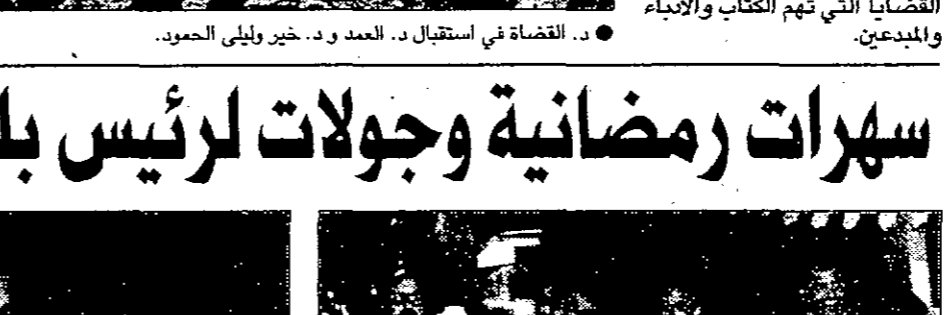 القضايا التي تهم الكتاب والادباء
والمبدعين.
● د. القضاة في استقبال د. العمد و د. خير وليلى الحمود.
سهرات رمضانية وجولات لرئيس